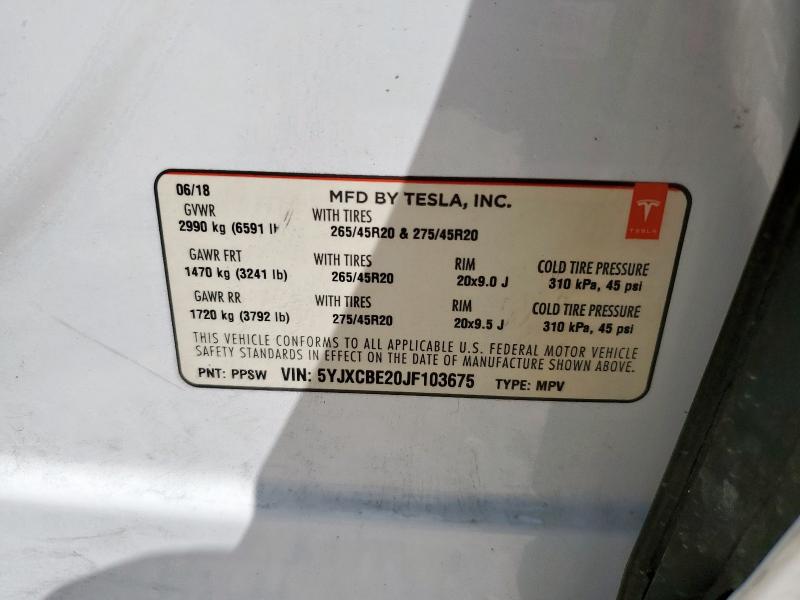 06/18
MFD BY TESLA, INC.
TESLA
GVWR WITH TIRES
2990 kg (6591 lb 265/45R20 & 275/45R20
GAWR FRT WITH TIRES RIM COLD TIRE PRESSURE
1470 kg (3241 lb) 265/45R20 20x9.0 J 310 kPa, 45 psi
GAWR RR WITH TIRES RIM COLD TIRE PRESSURE
1720 kg (3792 lb) 275/45R20 20x9.5 J 310 kPa, 45 psi
THIS VEHICLE CONFORMS TO ALL APPLICABLE U.S. FEDERAL MOTOR VEHICLE
SAFETY STANDARDS IN EFFECT ON THE DATE OF MANUFACTURE SHOWN ABOVE.
PNT: PPSW VIN: 5YJXCBE20JF103675 TYPE: MPV